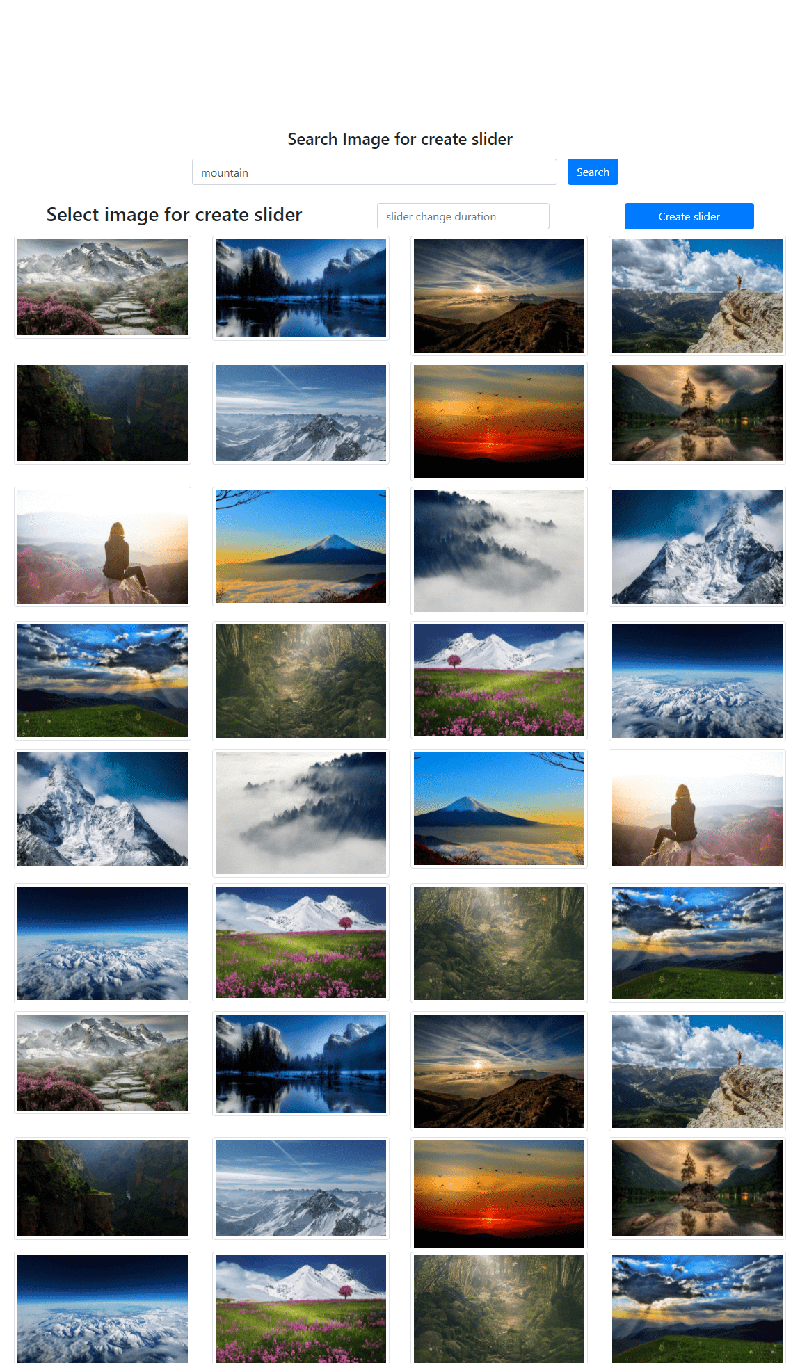 Search Image for create slider
mountain
Search
Select image for create slider
slider change duration
Create slider